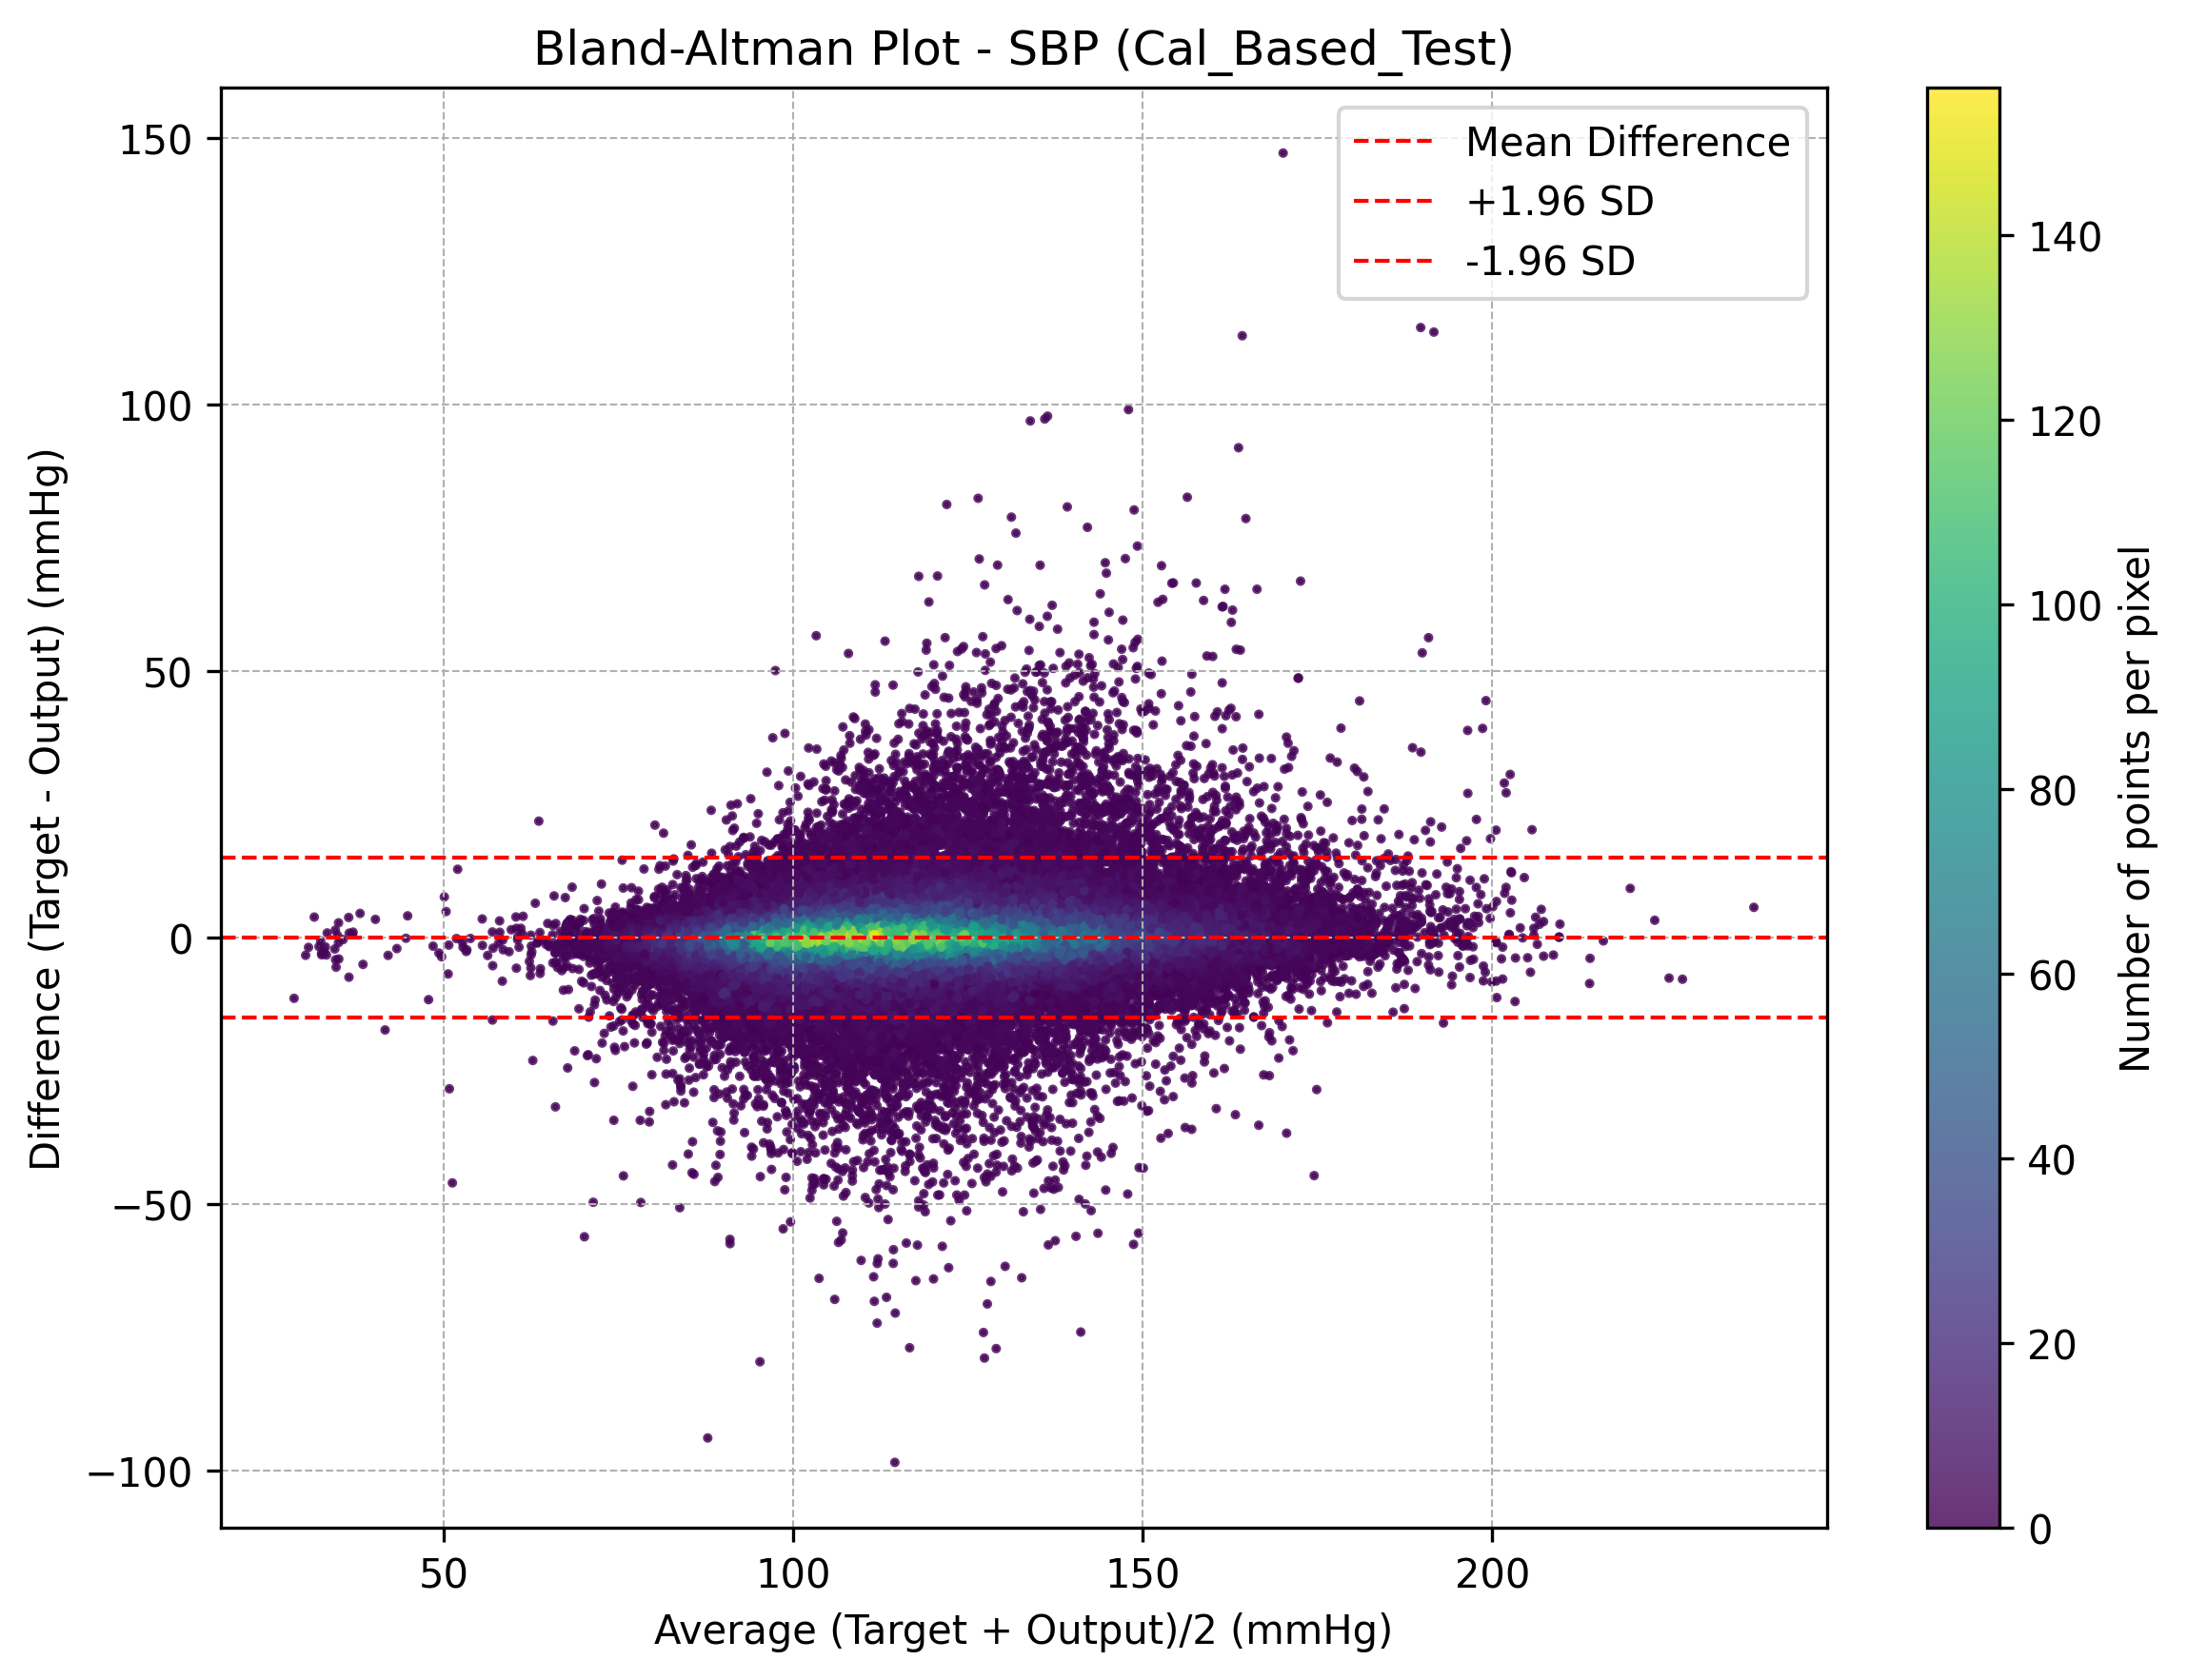 Bland-Altman Plot - SBP (Cal_Based_Test)
Mean Difference
+1.96 SD
-1.96 SD
Difference (Target - Output) (mmHg)
150
100
50
0
−50
−100
50
100
150
200
Average (Target + Output)/2 (mmHg)
140
120
100
80
60
40
20
0
Number of points per pixel